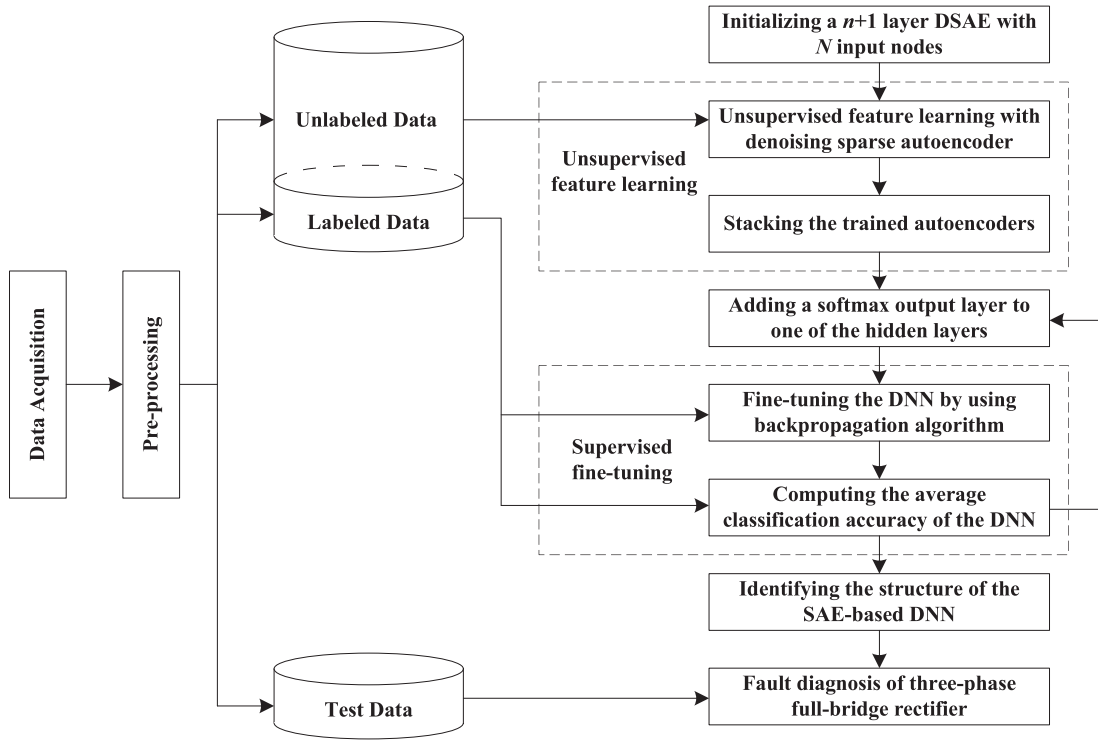 Data Acquisition
Pre-processing
Unlabeled Data
Labeled Data
Test Data
Initializing a n+1 layer DSAE with
N input nodes
Unsupervised
feature learning
Unsupervised feature learning with
denoising sparse autoencoder
Stacking the trained autoencoders
Adding a softmax output layer to
one of the hidden layers
Supervised
fine-tuning
Fine-tuning the DNN by using
backpropagation algorithm
Computing the average
classification accuracy of the DNN
Identifying the structure of the
SAE-based DNN
Fault diagnosis of three-phase
full-bridge rectifier